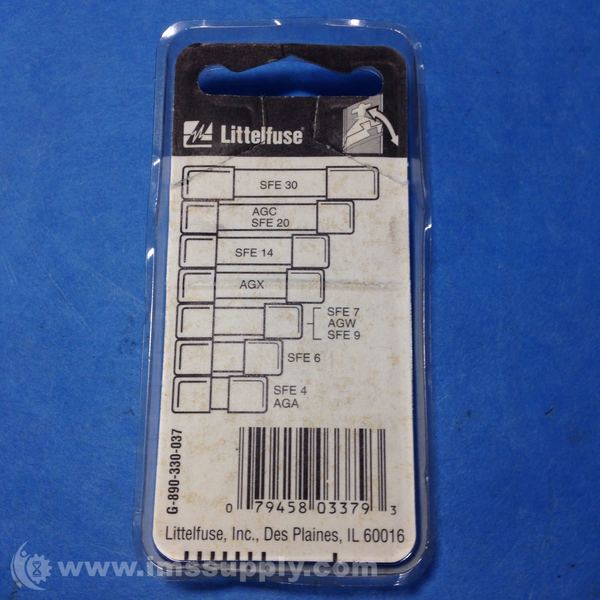 Littelfuse®
SFE 30
AGC
SFE 20
SFE 14
AGX
SFE 7
AGW
SFE 9
SFE 6
SFE 4
AGA
G-890-330-037
0 79458 03379 3
Littelfuse, Inc., Des Plaines, IL 60016
www.imssupply.com